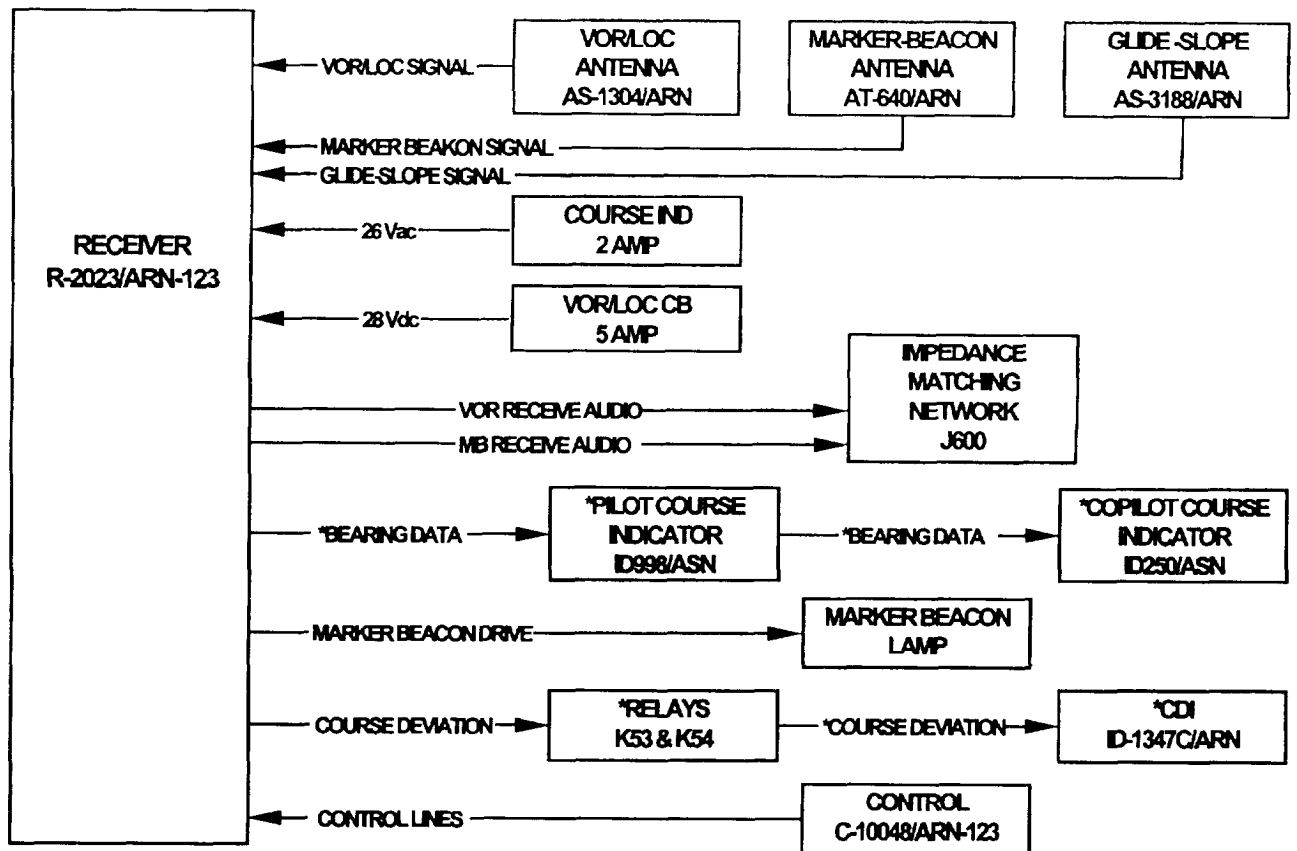 VOR/LOC
ANTENNA
AS-1304/ARN
MARKER-BEACON
ANTENNA
AT-640/ARN
GLIDE-SLOPE
ANTENNA
AS-3188/ARN
VOR/LOC SIGNAL
MARKER BEAKON SIGNAL
GLIDE-SLOPE SIGNAL
RECEIVER
R-2023/ARN-123
26 Vac
COURSE IND
2 AMP
28 Vdc
VOR/LOC CB
5 AMP
IMPEDANCE
MATCHING
NETWORK
J600
VOR RECEIVE AUDIO
MB RECEIVE AUDIO
*BEARING DATA
*PILOT COURSE
INDICATOR
ID998/ASN
*BEARING DATA
*COPILOT COURSE
INDICATOR
ID250/ASN
MARKER BEACON DRIVE
MARKER BEACON
LAMP
COURSE DEVIATION
*RELAYS
K53 & K54
*COURSE DEVIATION
*CDI
ID-1347C/ARN
CONTROL LINES
CONTROL
C-10048/ARN-123